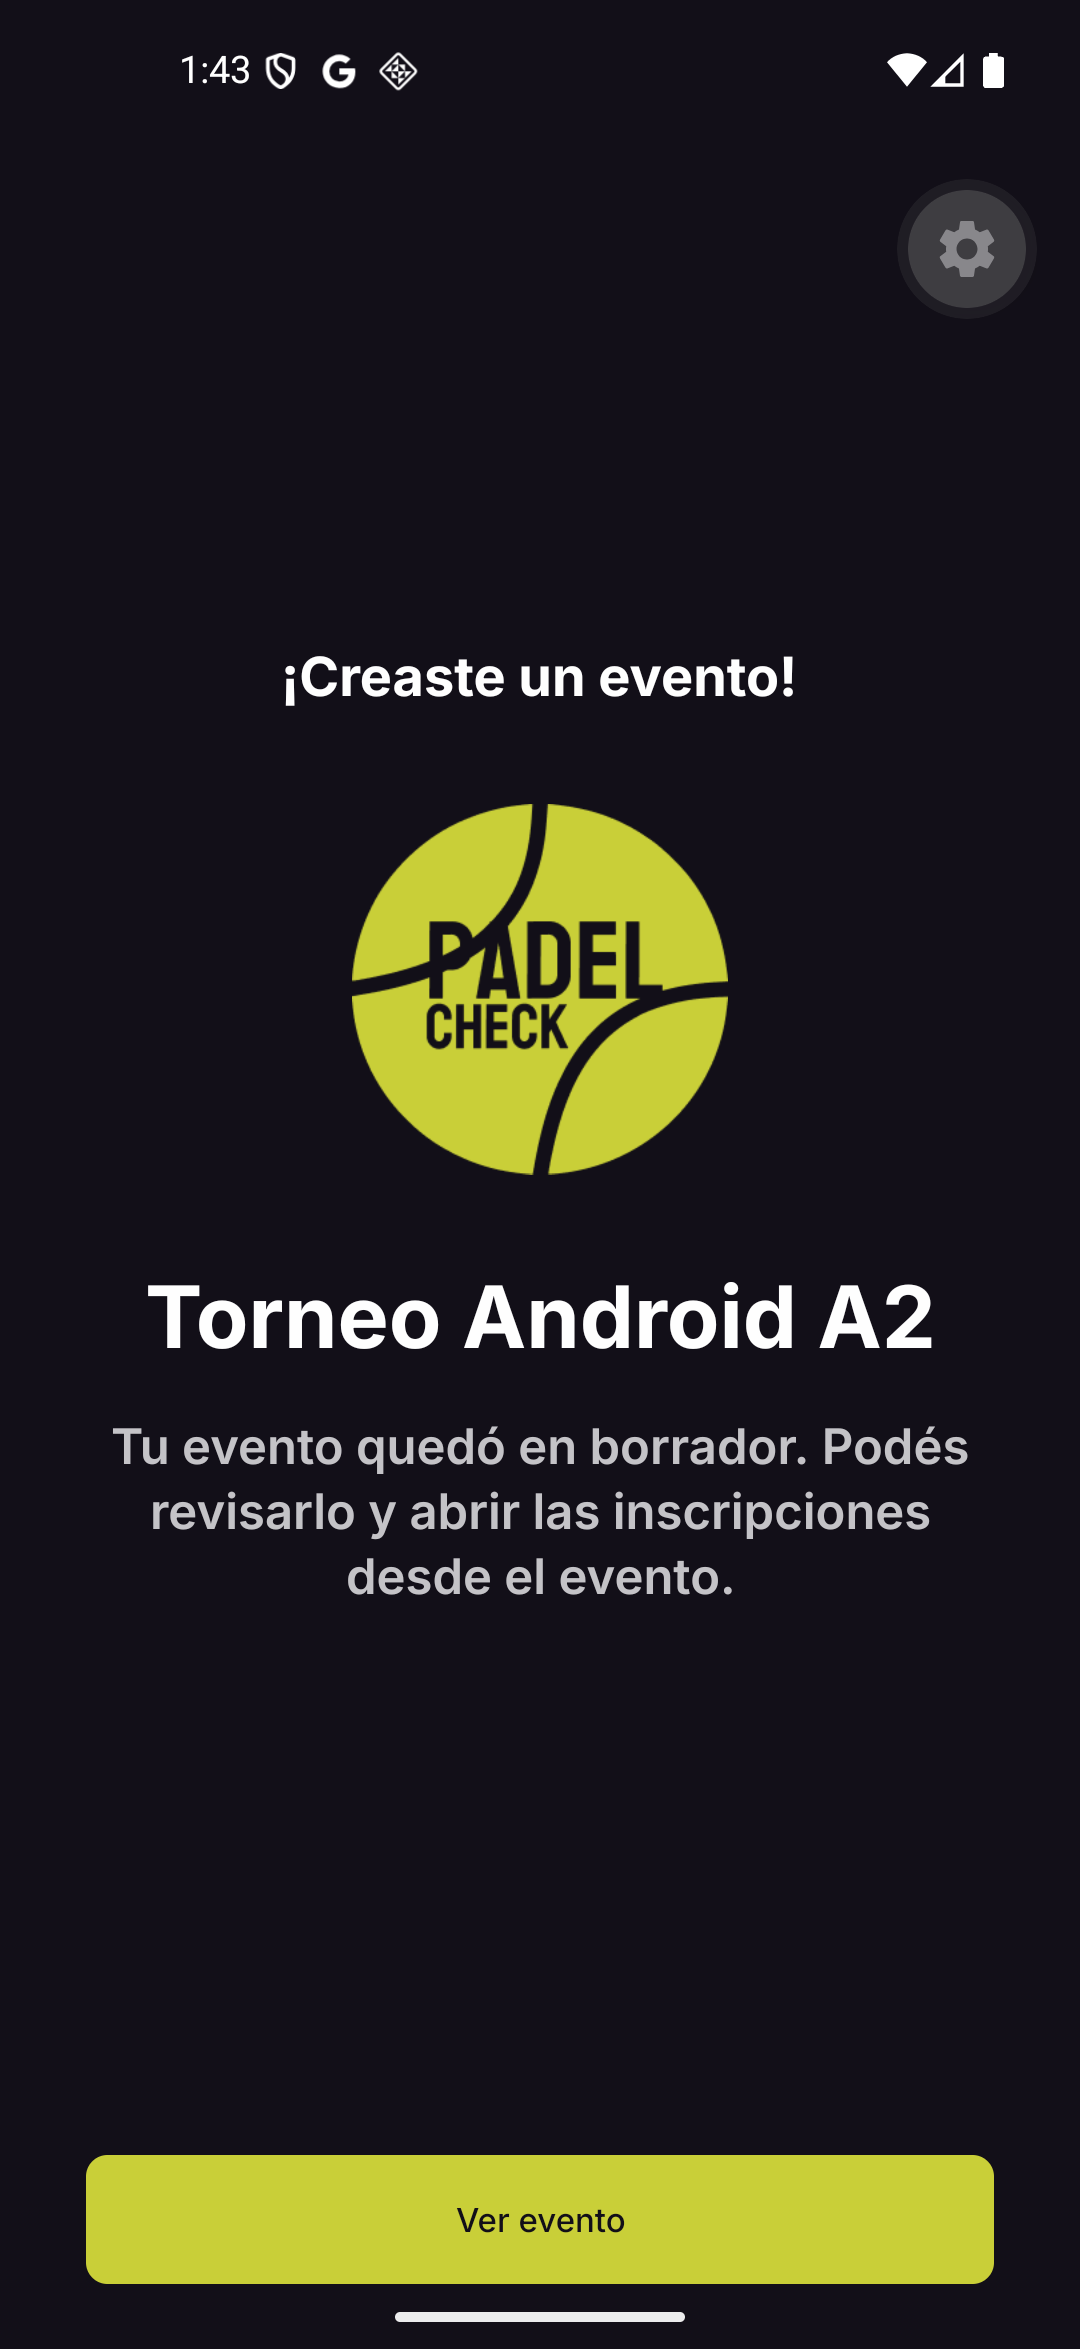 1:43
¡Creaste un evento!
PADEL
CHECK
Torneo Android A2
Tu evento quedó en borrador. Podés
revisarlo y abrir las inscripciones
desde el evento.
Ver evento